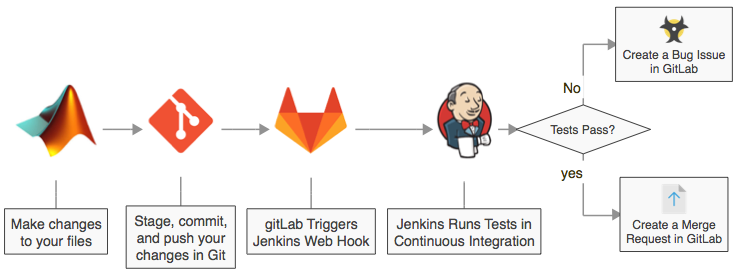 Make changes
to your files
Stage, commit,
and push your
changes in Git
gitLab Triggers
Jenkins Web Hook
Jenkins Runs Tests in
Continuous Integration
Tests Pass?
No
Create a Bug Issue
in GitLab
yes
Create a Merge
Request in GitLab